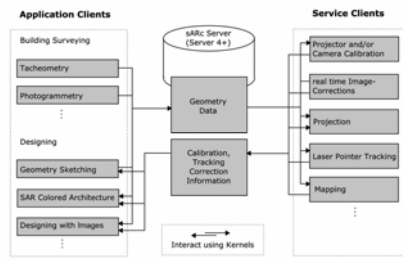 Application Clients
Service Clients
sARc Server
(Server 4+)
Building Surveying
Tacheometry
Photogrammetry
Designing
Geometry Sketching
SAR Colored Architecture
Designing with Images
Geometry
Data
Calibration,
Tracking
Correction
Information
Projector and/or
Camera Calibration
real time Image-
Corrections
Projection
Laser Pointer Tracking
Mapping
Interact using Kernels